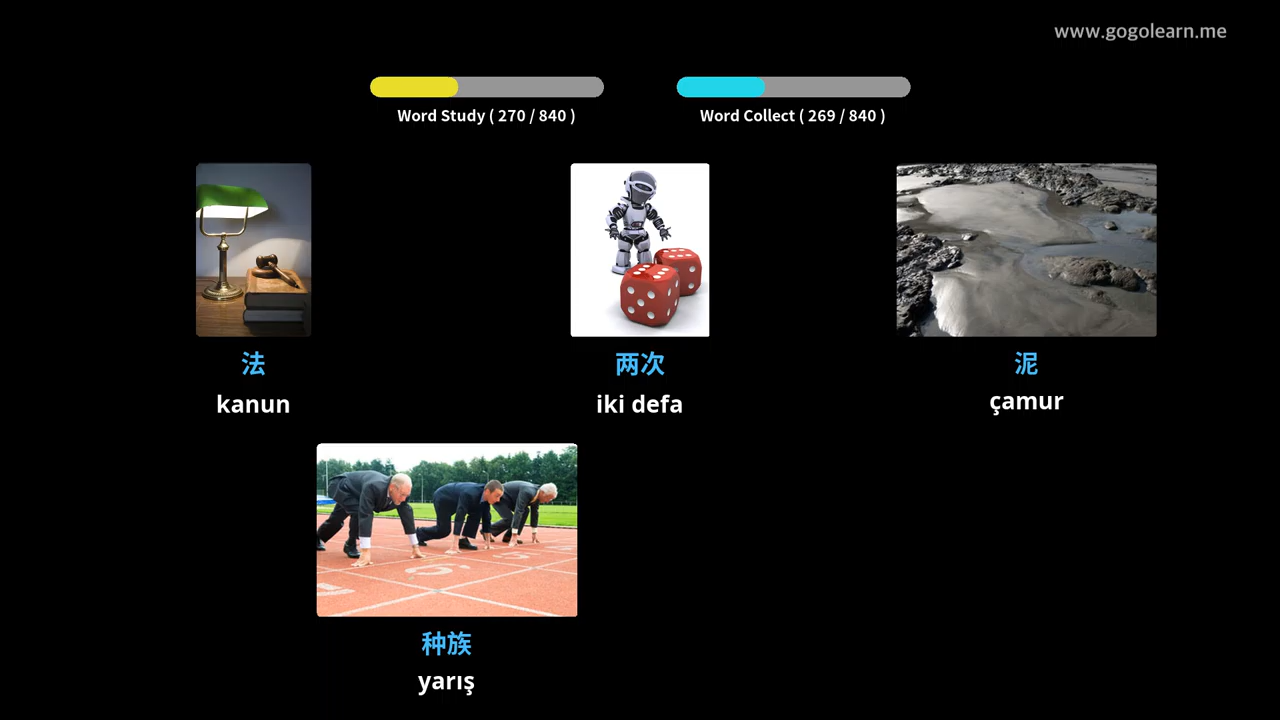 www.gogolearn.me
Word Study ( 270 / 840 )
Word Collect ( 269 / 840 )
法
kanun
两次
iki defa
泥
çamur
种族
yarış